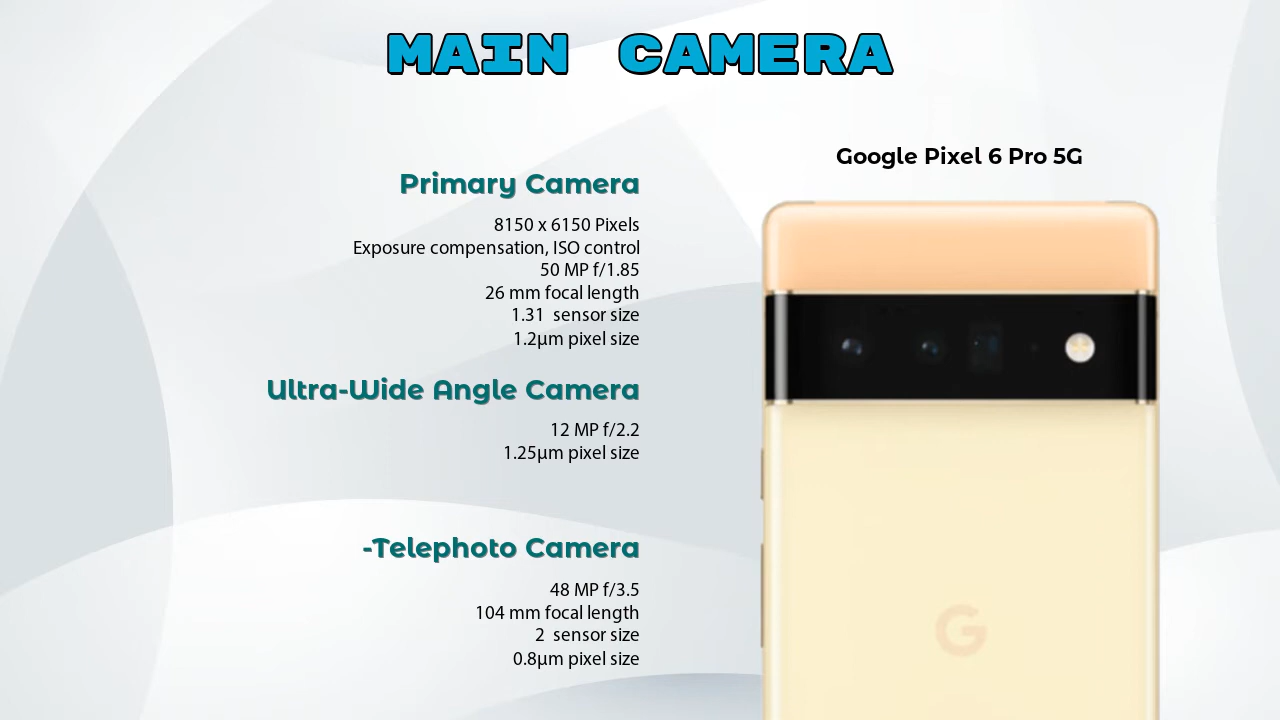 MAIN CAMERA
Google Pixel 6 Pro 5G
Primary Camera
8150 x 6150 Pixels
Exposure compensation, ISO control
50 MP f/1.85
26 mm focal length
1.31  sensor size
1.2µm pixel size
Ultra-Wide Angle Camera
12 MP f/2.2
1.25µm pixel size
-Telephoto Camera
48 MP f/3.5
104 mm focal length
2  sensor size
0.8µm pixel size
G